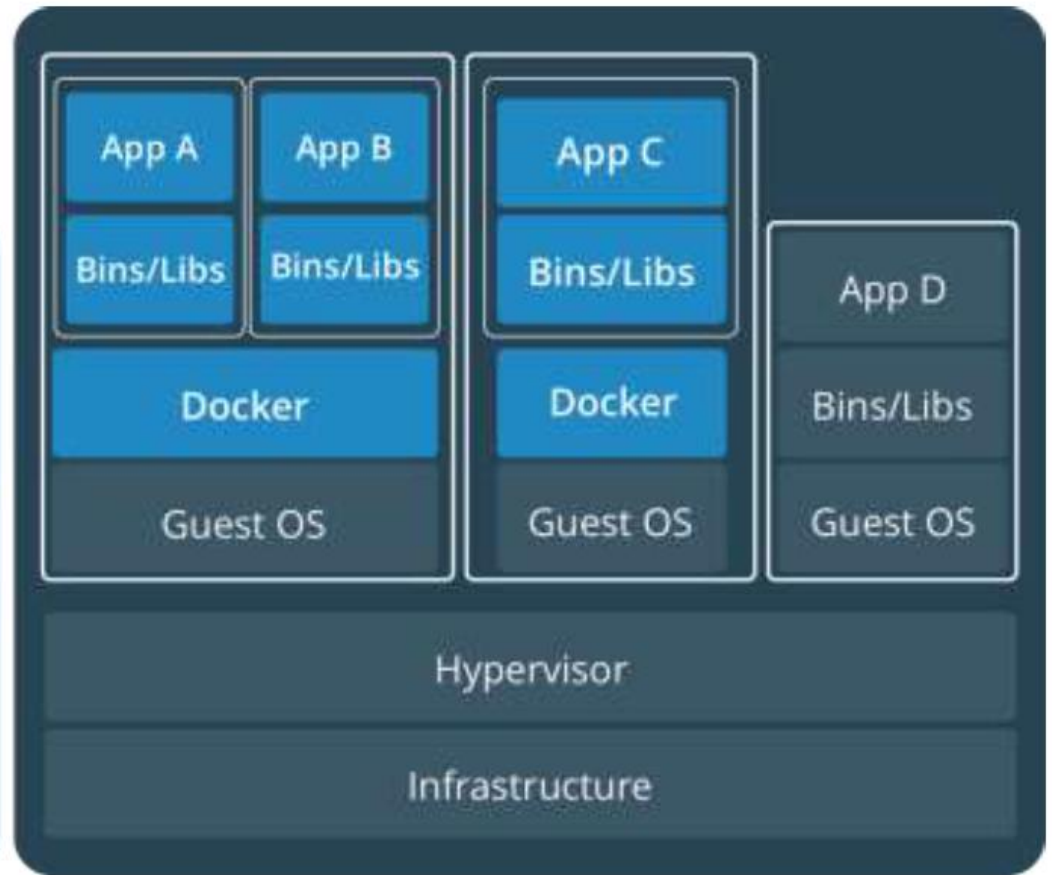 App A
Bins/Libs
App B
Bins/Libs
Docker
Guest OS
App C
Bins/Libs
Docker
Guest OS
App D
Bins/Libs
Guest OS
Hypervisor
Infrastructure